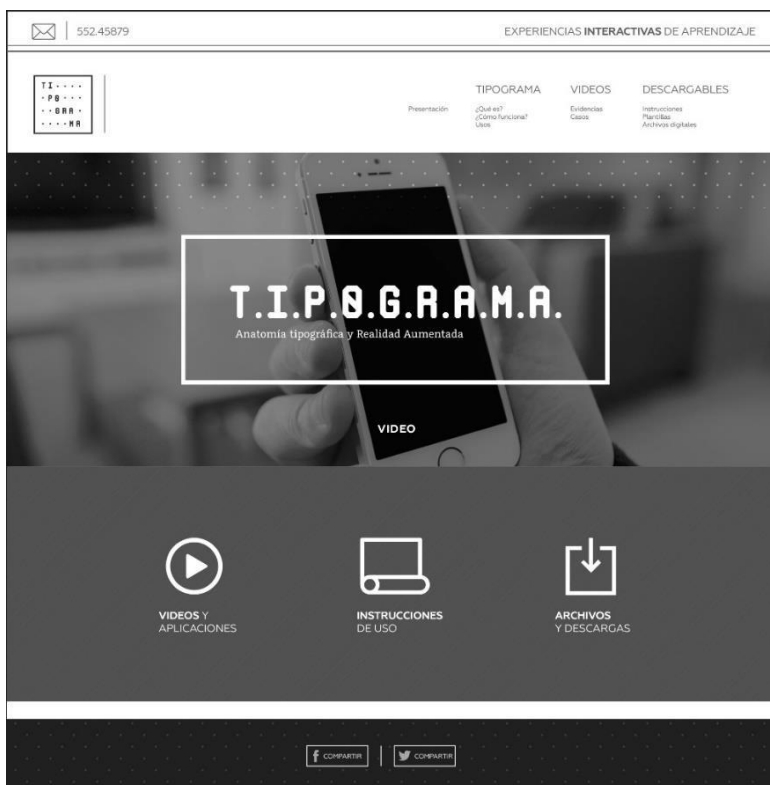 552.45879
EXPERIENCIAS INTERACTIVAS DE APRENDIZAJE
TI····
·PØ···
··GRA·
····MA
TIPOGRAMA
VIDEOS
DESCARGABLES
Presentación
¿Qué es?
¿Cómo funciona?
Usos
Evidencias
Casos
Instrucciones
Plantillas
Archivos digitales
T.I.P.Ø.G.R.A.M.A.
Anatomía tipográfica y Realidad Aumentada
VIDEO
VIDEOS Y
APLICACIONES
INSTRUCCIONES
DE USO
ARCHIVOS
Y DESCARGAS
COMPARTIR
COMPARTIR